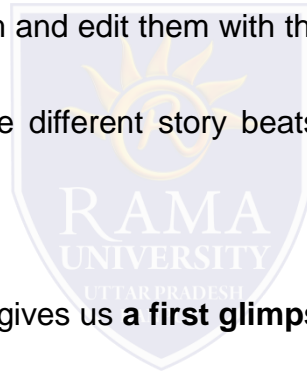 n and edit them with th
e different story beats
RAMA
UNIVERSITY
UTTAR PRADESH
gives us a first glimps